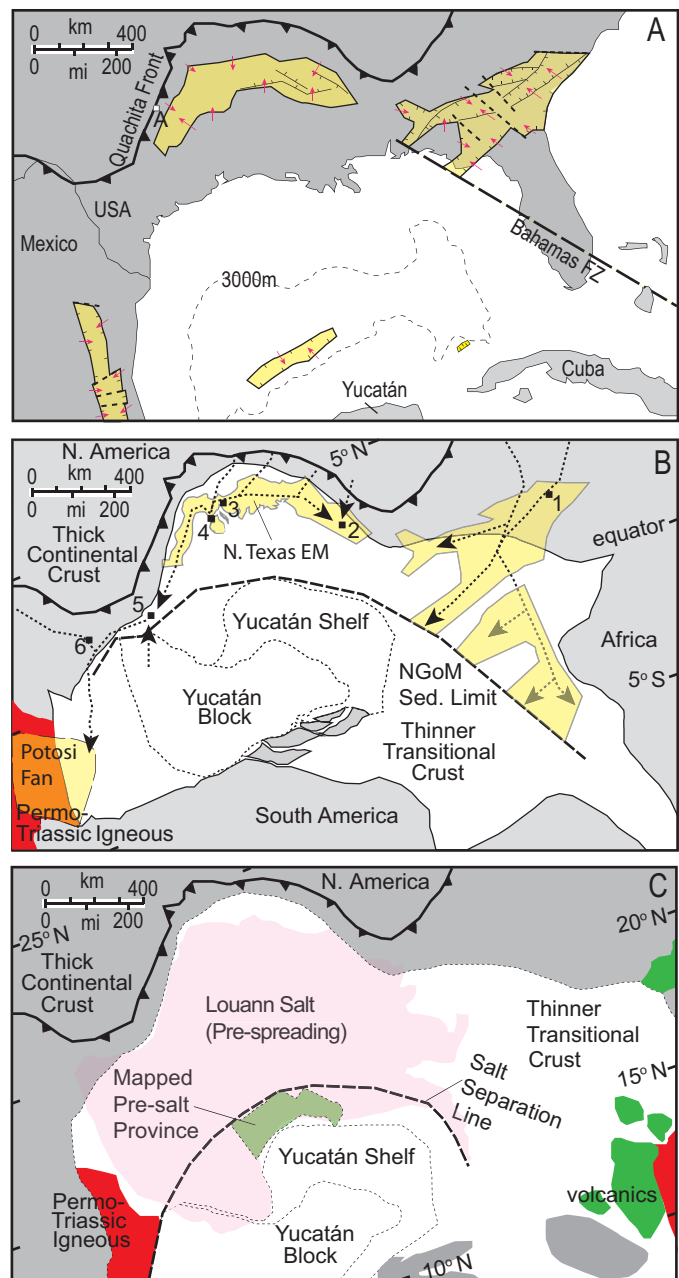 km
0 400
0 200
mi
A
Quachita Front
A
USA
Mexico
Bahamas FZ
3000m
Cuba
Yucatán
N. America
B
km
0 400
0 200
mi
5° N
Thick
Continental
Crust
3
4
2
1
N. Texas EM
equator
5
6
Yucatán Shelf
Africa
NGoM
Sed. Limit
5° S
Yucatán
Block
Thinner
Transitional
Crust
Potosi
Fan
Permo-
Triassic Igneous
South America
N. America
C
km
0 400
0 200
mi
25° N
20° N
Thick
Continental
Crust
Louann Salt
(Pre-spreading)
Thinner
Transitional
Crust
Mapped
Pre-salt
Province
Salt
Separation
Line
15° N
Yucatán Shelf
Permo-
Triassic
Igneous
volcanics
Yucatán
Block
10° N